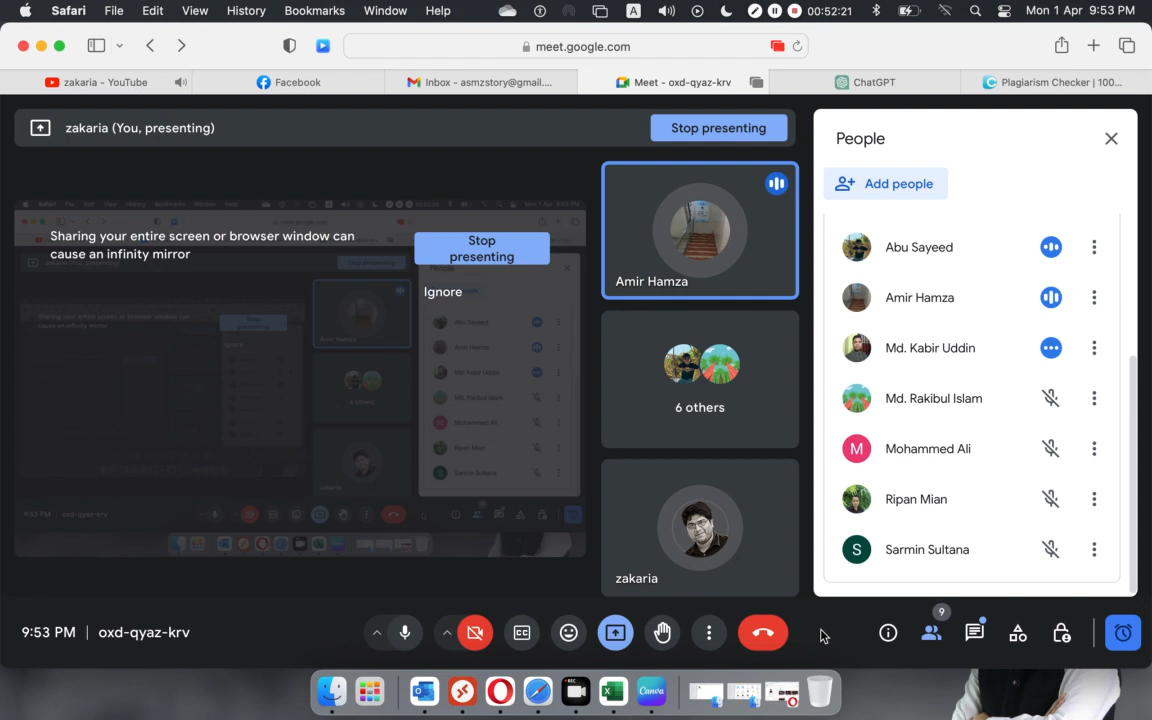 Safari File Edit View History Bookmarks Window Help A 00:52:21 Mon 1 Apr 9:53 PM
meet.google.com
zakaria - YouTube Facebook Inbox - asmzstory@gmail.... Meet - oxd-qyaz-krv ChatGPT Plagiarism Checker | 100...
zakaria (You, presenting) Stop presenting
Sharing your entire screen or browser window can
cause an infinity mirror
Stop
presenting
Ignore
Amir Hamza
6 others
zakaria
People
Add people
Abu Sayeed
Amir Hamza
Md. Kabir Uddin
Md. Rakibul Islam
M Mohammed Ali
Ripan Mian
S Sarmin Sultana
9:53 PM | oxd-qyaz-krv
CC
9
REC
Canva